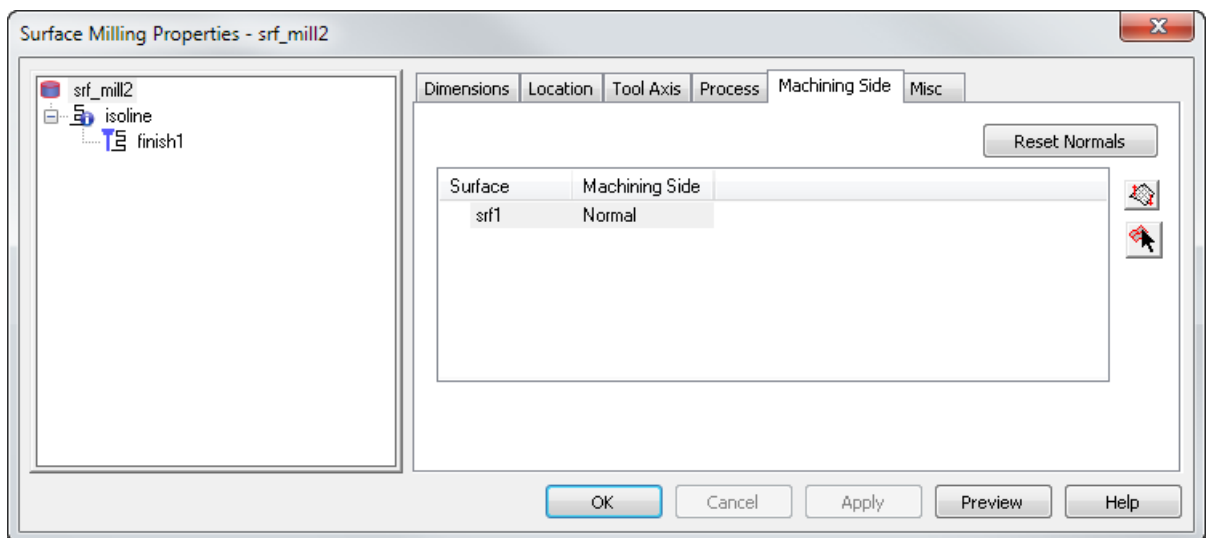 Surface Milling Properties - srf_mill2
srf_mill2
isoline
finish1
Dimensions Location Tool Axis Process Machining Side Misc
Reset Normals
Surface Machining Side
srf1 Normal
OK Cancel Apply Preview Help